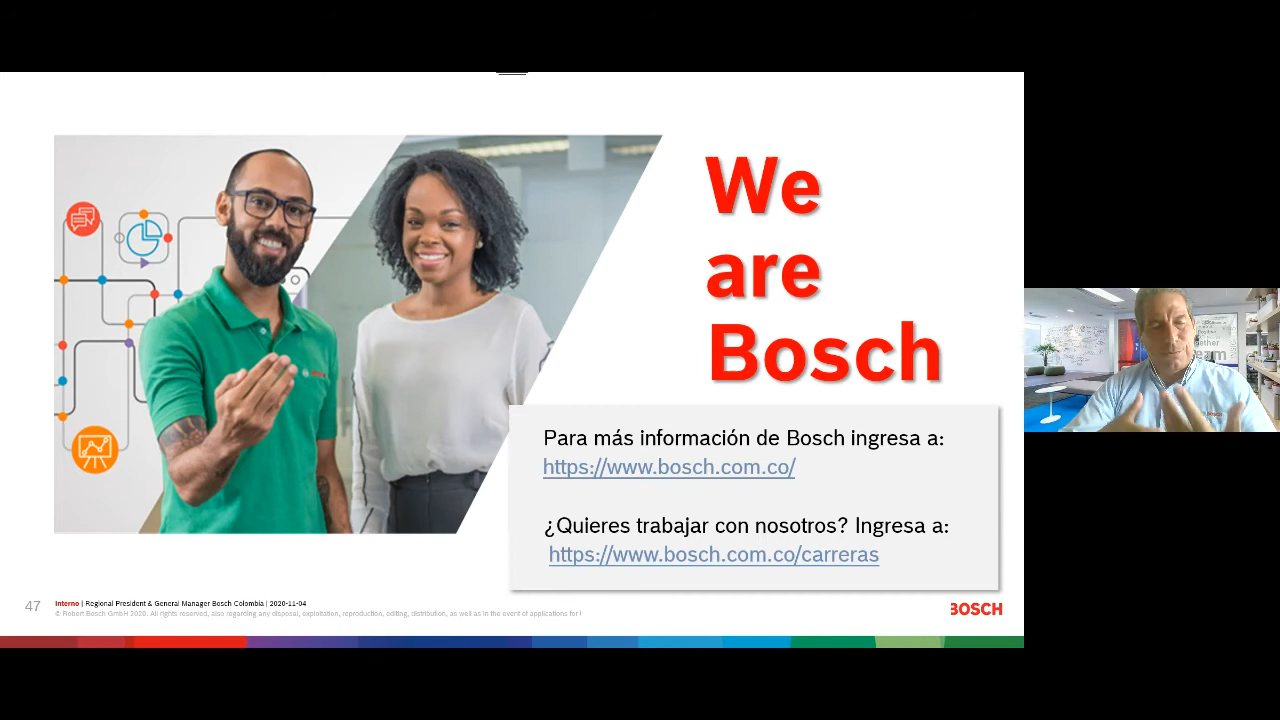 We
are
Bosch
Para más información de Bosch ingresa a:
https://www.bosch.com.co/
¿Quieres trabajar con nosotros? Ingresa a:
https://www.bosch.com.co/carreras
47
Interno | Regional President & General Manager Bosch Colombia | 2020-11-04
© Robert Bosch GmbH 2020. All rights reserved, also regarding any disposal, exploitation, reproduction, editing, distribution, as well as in the event of applications for
BOSCH